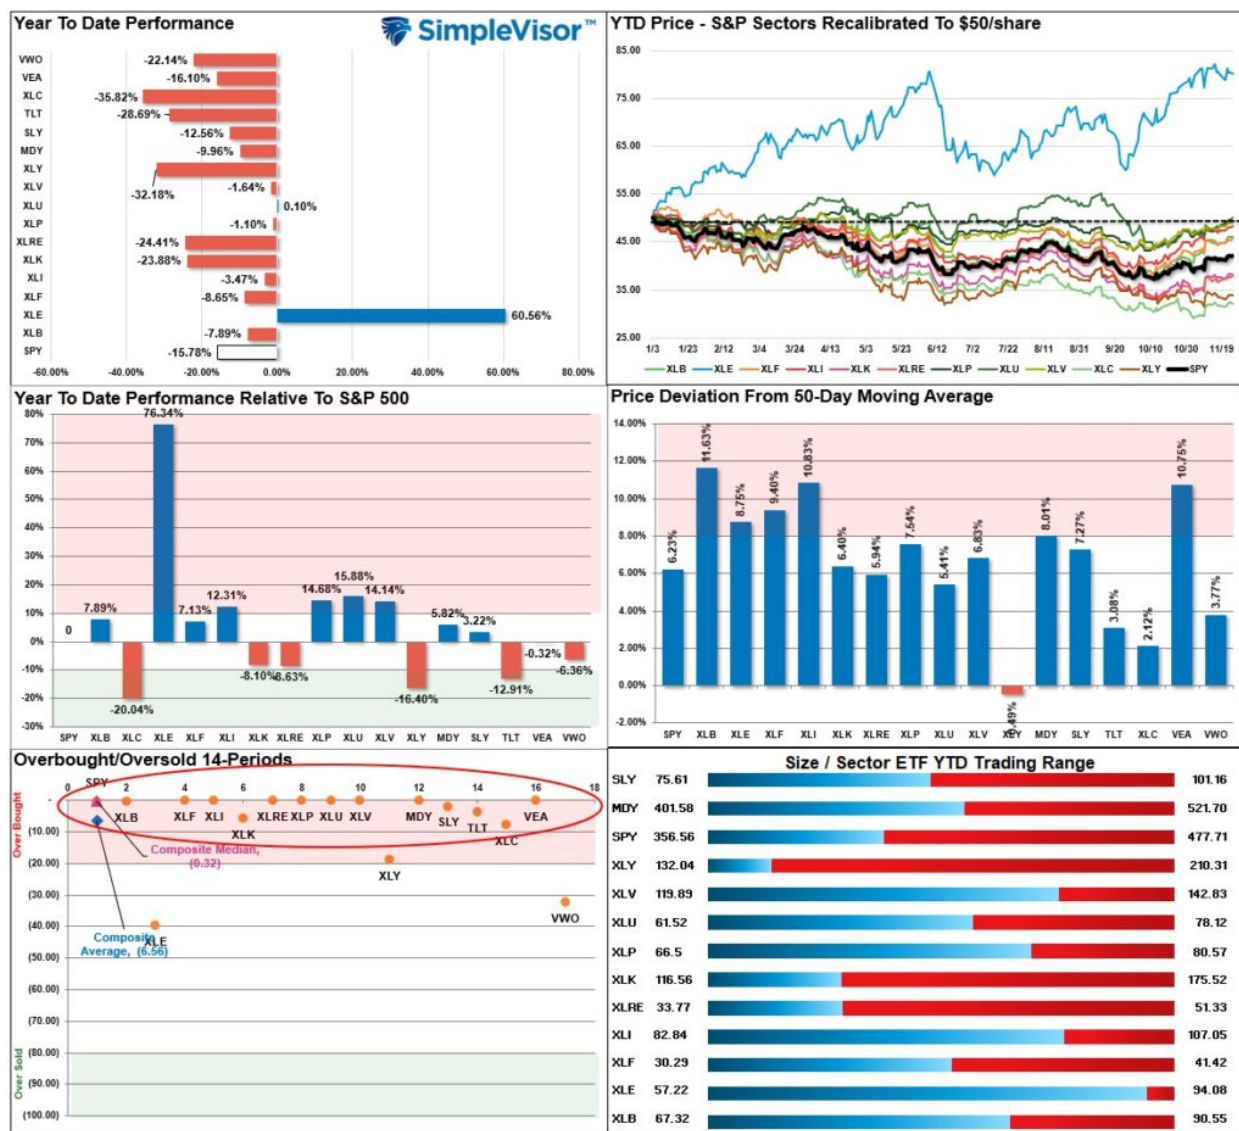 Year To Date Performance
SimpleVisor™
VWO -22.14%
VEA -16.10%
XLC -35.82%
TLT -28.69%
SLY -12.56%
MDY -9.96%
XLY -32.18%
XLV -1.64%
XLU 0.10%
XLP -1.10%
XLRE -24.41%
XLK -23.88%
XLI -3.47%
XLF -8.65%
XLE 60.56%
XLB -7.89%
SPY -15.78%
-60.00% -40.00% -20.00% 0.00% 20.00% 40.00% 60.00% 80.00%
YTD Price - S&P Sectors Recalibrated To $50/share
85.00
75.00
65.00
55.00
45.00
35.00
25.00
1/3 1/23 2/12 3/4 3/24 4/13 5/3 5/23 6/12 7/2 7/22 8/11 8/31 9/20 10/10 10/30 11/19
XLB XLE XLF XLI XLK XLRE XLP XLU XLV XLC XLY SPY
Year To Date Performance Relative To S&P 500
80%
70%
60%
50%
40%
30%
20%
10%
0%
-10%
-20%
-30%
0 7.89% -20.04% 76.34% 7.13% 12.31% -8.10% -8.63% 14.68% 15.88% 14.14% -16.40% 5.82% 3.22% -12.91% -0.32% -6.36%
SPY XLB XLC XLE XLF XLI XLK XLRE XLP XLU XLV XLY MDY SLY TLT VEA VWO
Price Deviation From 50-Day Moving Average
14.00%
12.00%
10.00%
8.00%
6.00%
4.00%
2.00%
0.00%
-2.00%
6.23% 11.63% 8.75% 9.40% 10.83% 6.40% 5.94% 7.54% 5.41% 6.83% -0.49% 8.01% 7.27% 3.08% 2.12% 10.75% 3.77%
SPY XLB XLE XLF XLI XLK XLRE XLP XLU XLV XLY MDY SLY TLT XLC VEA VWO
Overbought/Oversold 14-Periods
0 2 4 6 8 10 12 14 16 18
Over Bought
Over Sold
-
(10.00)
(20.00)
(30.00)
(40.00)
(50.00)
(60.00)
(70.00)
(80.00)
(90.00)
(100.00)
SPY
XLB XLF XLI XLK XLRE XLP XLU XLV MDY SLY TLT XLC VEA
Composite Median,
(0.32)
XLY
VWO
XLE
Composite
Average, (6.56)
Size / Sector ETF YTD Trading Range
SLY 75.61 101.16
MDY 401.58 521.70
SPY 356.56 477.71
XLY 132.04 210.31
XLV 119.89 142.83
XLU 61.52 78.12
XLP 66.5 80.57
XLK 116.56 175.52
XLRE 33.77 51.33
XLI 82.84 107.05
XLF 30.29 41.42
XLE 57.22 94.08
XLB 67.32 90.55